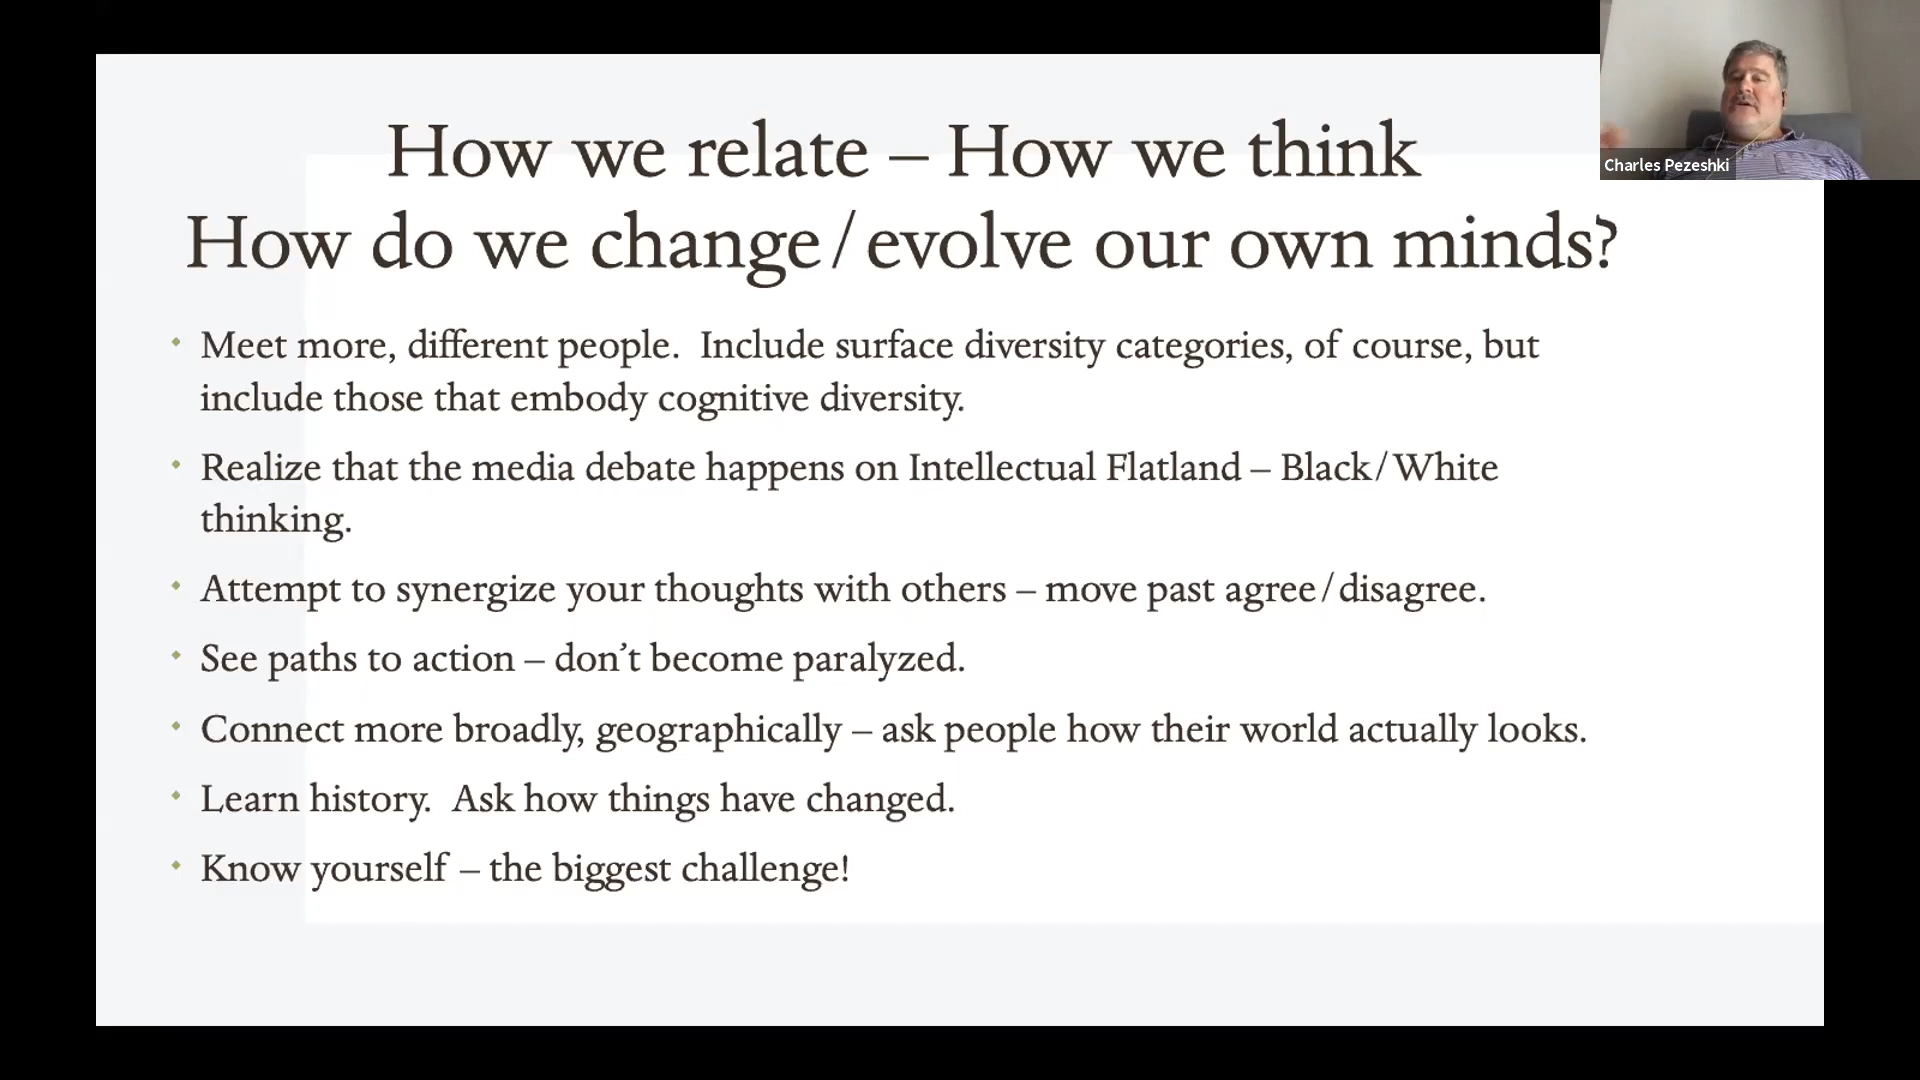 How we relate – How we think
How do we change/evolve our own minds?
Charles Pezeshki
Meet more, different people.  Include surface diversity categories, of course, but
include those that embody cognitive diversity.
Realize that the media debate happens on Intellectual Flatland – Black/White
thinking.
Attempt to synergize your thoughts with others – move past agree/disagree.
See paths to action – don’t become paralyzed.
Connect more broadly, geographically – ask people how their world actually looks.
Learn history.  Ask how things have changed.
Know yourself – the biggest challenge!